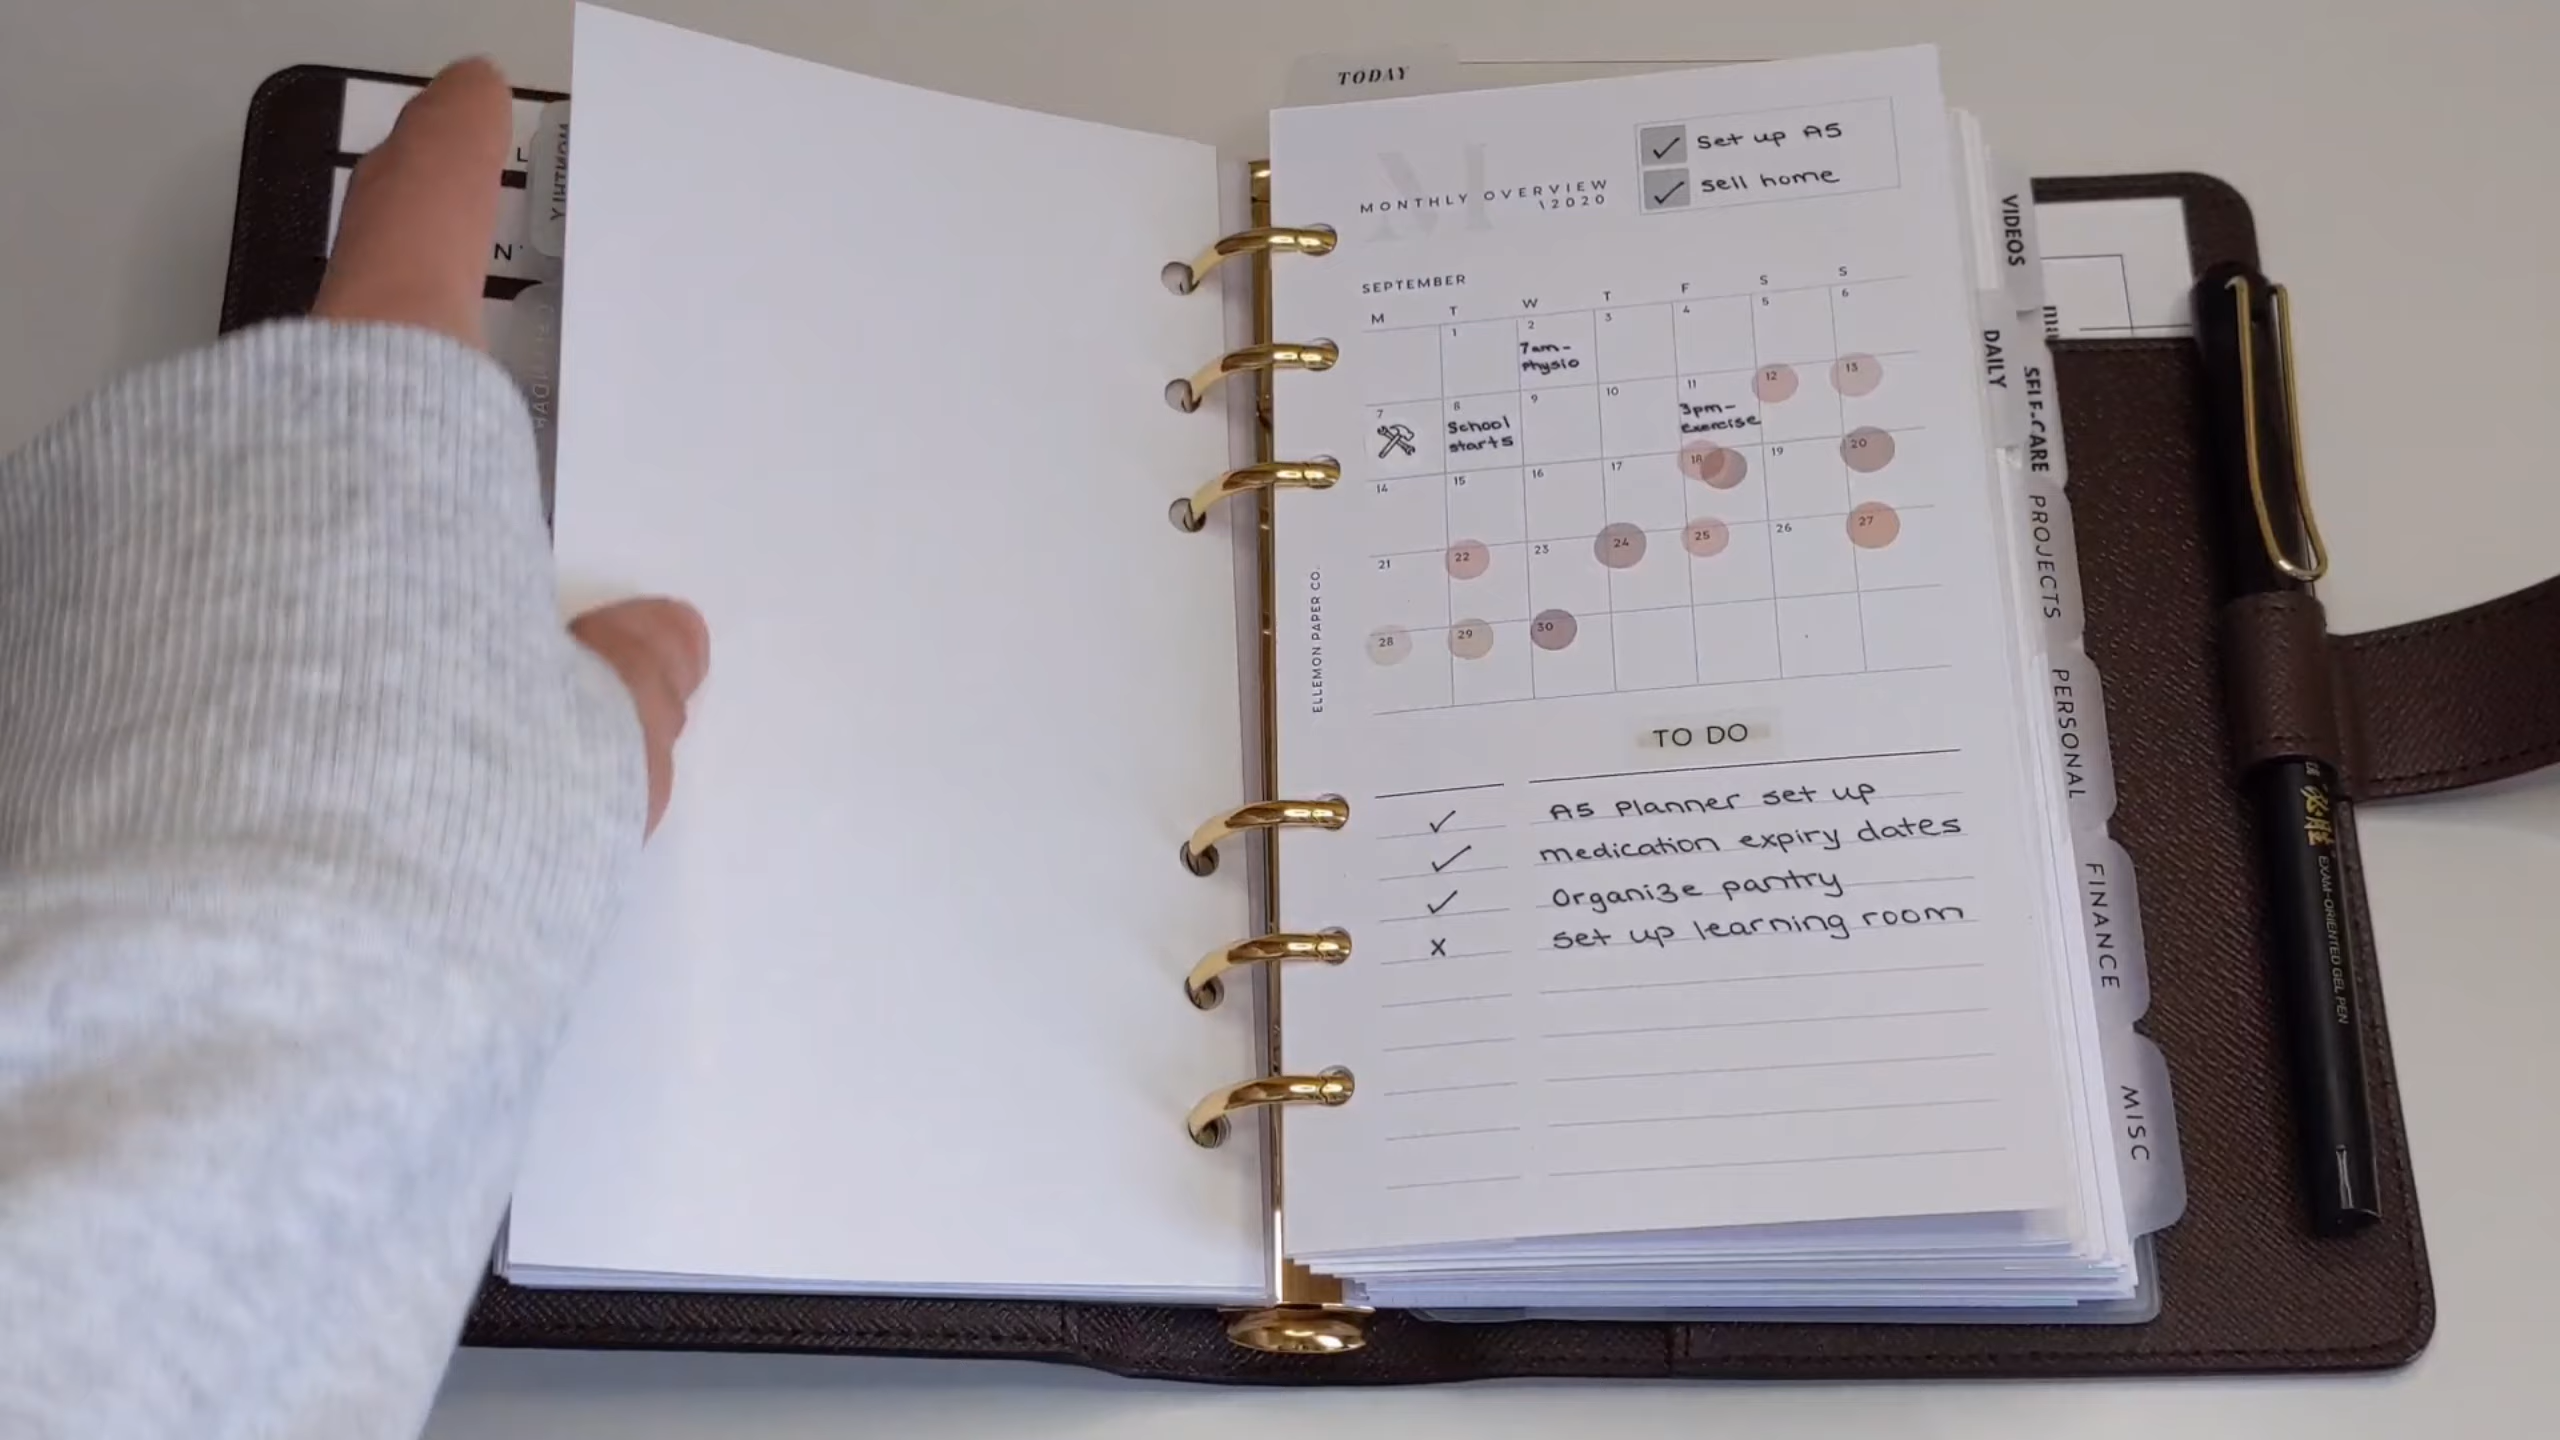 TODAY
MONTHLY
L
N
CALENDAR
MONTHLY OVERVIEW
\2020
M
✓ Set up A5
✓ sell home
SEPTEMBER
M T W T F S S
1 2 3 4 5 6
7am-
Physio
7 8 9 10 11 12 13
School
starts
3pm-
exercise
14 15 16 17 18 19 20
21 22 23 24 25 26 27
28 29 30
ELLEMON PAPER CO.
TO DO
✓ A5 Planner set up
✓ medication expiry dates
✓ Organize pantry
x set up learning room
VIDEOS
DAILY
SELF-CARE
PROJECTS
PERSONAL
FINANCE
MISC
EXAM-ORIENTED GEL PEN